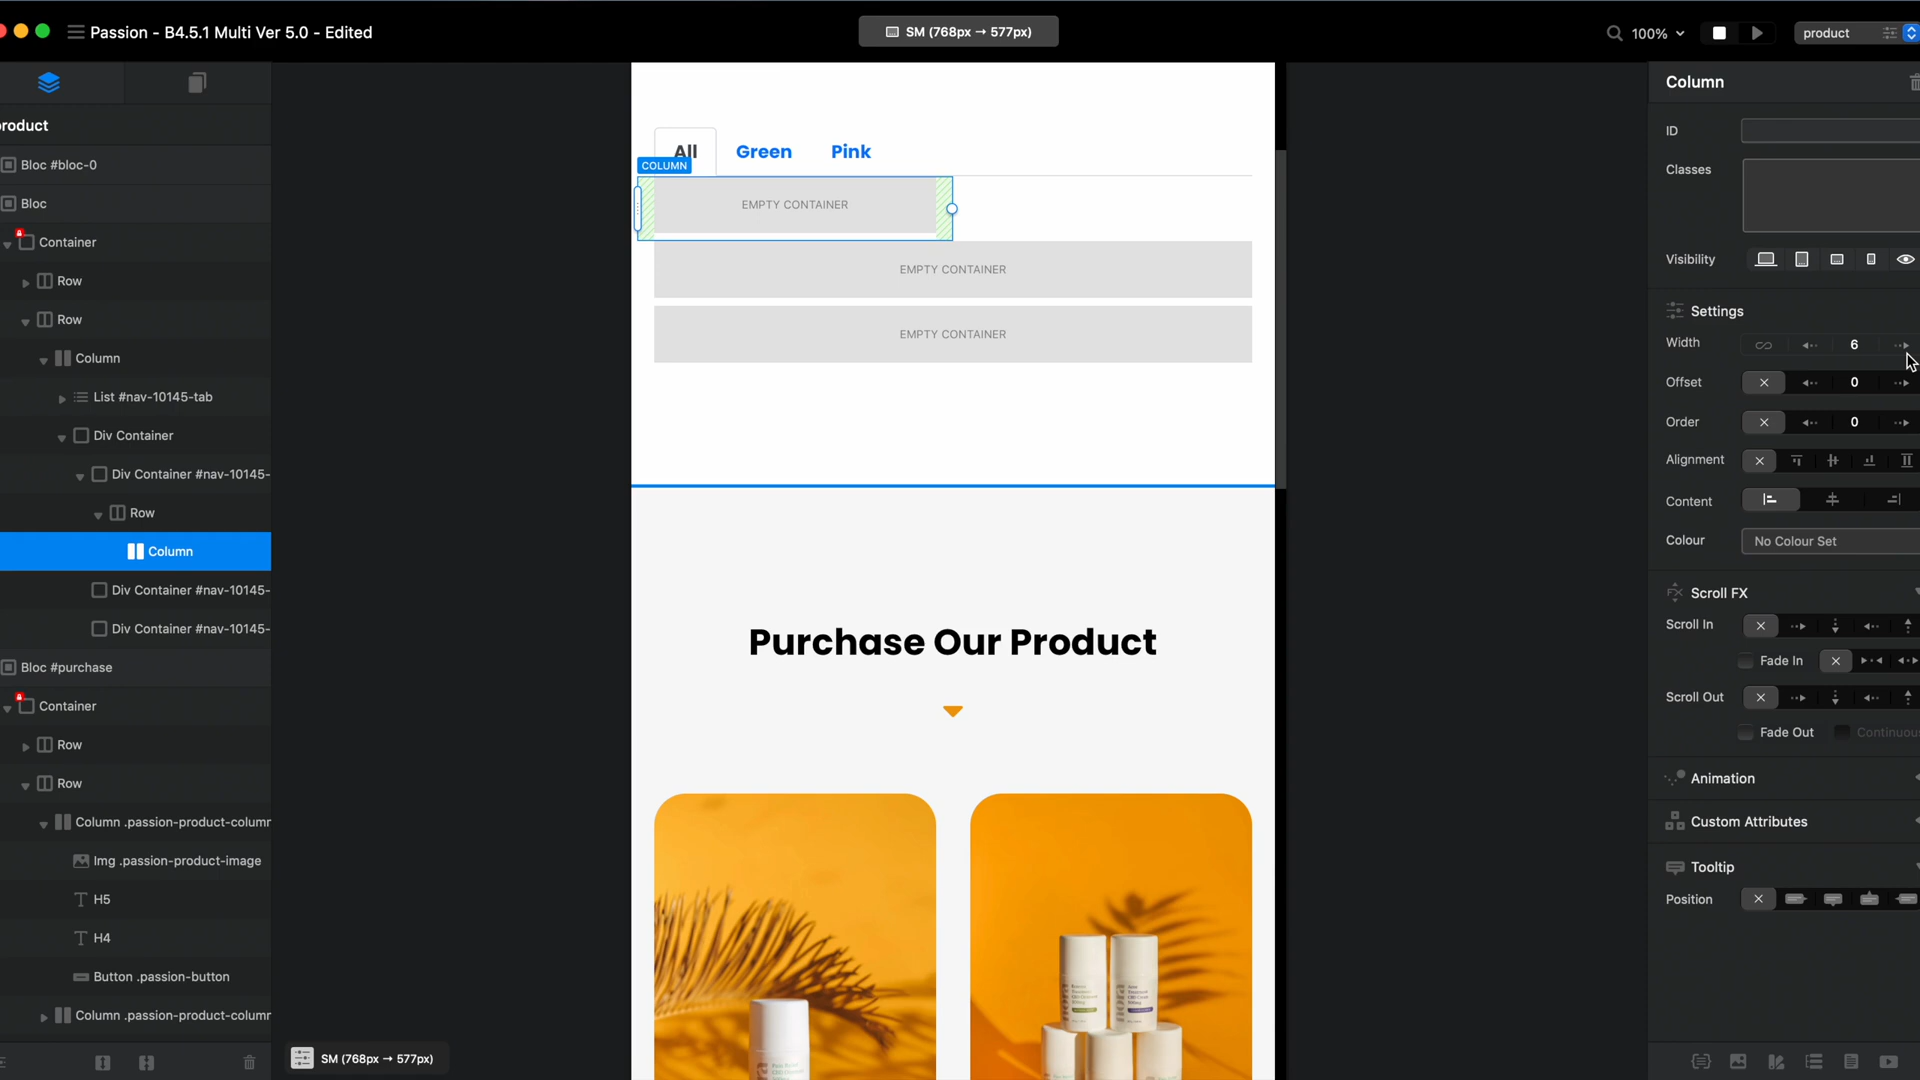 Passion - B4.5.1 Multi Ver 5.0 - Edited
SM (768px → 577px)
100%
product
roduct
Bloc #bloc-0
Bloc
Container
Row
Row
Column
List #nav-10145-tab
Div Container
Div Container #nav-10145-
Row
Column
Div Container #nav-10145-
Div Container #nav-10145-
Bloc #purchase
Container
Row
Row
Column .passion-product-column
Img .passion-product-image
H5
H4
Button .passion-button
Column .passion-product-column
All
Green
Pink
COLUMN
EMPTY CONTAINER
EMPTY CONTAINER
EMPTY CONTAINER
Purchase Our Product
SM (768px → 577px)
Column
ID
Classes
Visibility
Settings
Width
6
Offset
0
Order
0
Alignment
Content
Colour
No Colour Set
Scroll FX
Scroll In
Fade In
Scroll Out
Fade Out
Continuous
Animation
Custom Attributes
Tooltip
Position